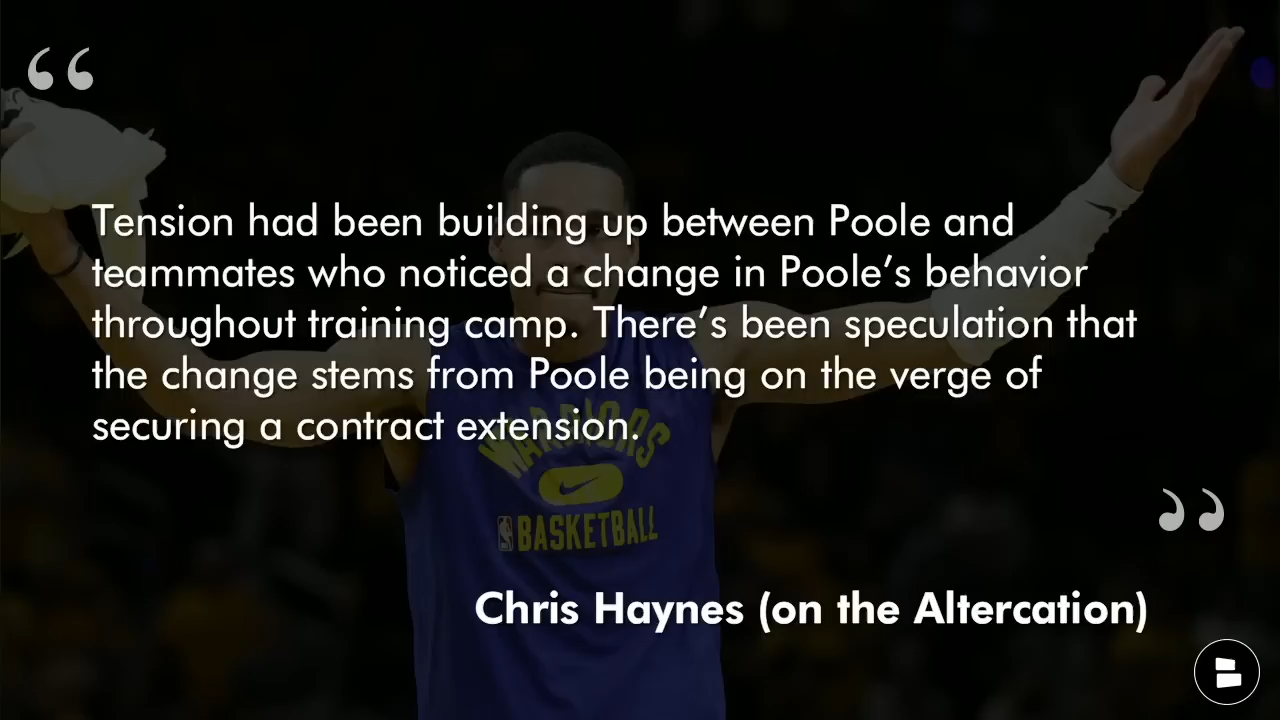 “
Tension had been building up between Poole and
teammates who noticed a change in Poole’s behavior
throughout training camp. There’s been speculation that
the change stems from Poole being on the verge of
securing a contract extension.
WARRIORS
BASKETBALL
”
Chris Haynes (on the Altercation)